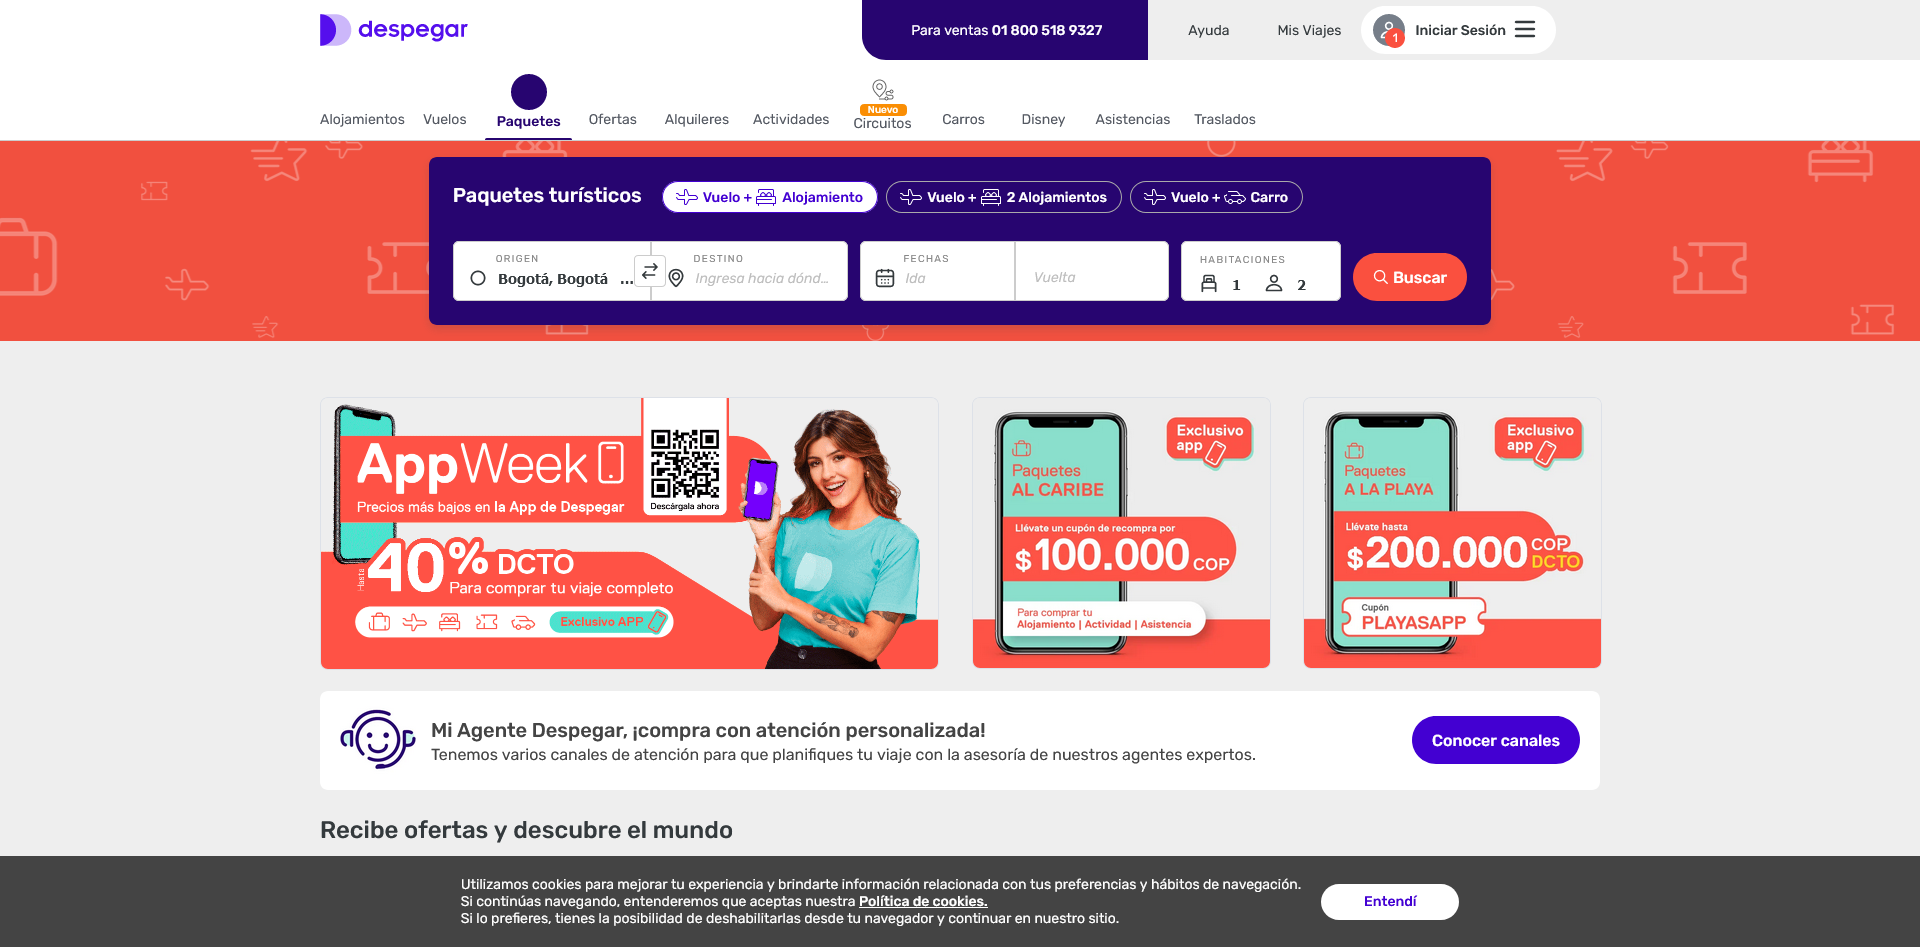 despegar
Para ventas 01 800 518 9327
Ayuda
Mis Viajes
1
Iniciar Sesión
Alojamientos
Vuelos
Paquetes
Ofertas
Alquileres
Actividades
Nuevo
Circuitos
Carros
Disney
Asistencias
Traslados
Paquetes turísticos
Vuelo + Alojamiento
Vuelo + 2 Alojamientos
Vuelo + Carro
ORIGEN
Bogotá, Bogotá ...
DESTINO
Ingresa hacia dónd...
FECHAS
Ida
Vuelta
HABITACIONES
1 2
Buscar
AppWeek
Precios más bajos en la App de Despegar
Descárgala ahora
Hasta
40% DCTO
Para comprar tu viaje completo
Exclusivo APP
Exclusivo
app
Paquetes
AL CARIBE
Llévate un cupón de recompra por
$100.000 COP
Para comprar tu
Alojamiento | Actividad | Asistencia
Exclusivo
app
Paquetes
A LA PLAYA
Llévate hasta
$200.000 COP
DCTO
Cupón
PLAYASAPP
Mi Agente Despegar, ¡compra con atención personalizada!
Tenemos varios canales de atención para que planifiques tu viaje con la asesoría de nuestros agentes expertos.
Conocer canales
Recibe ofertas y descubre el mundo
Utilizamos cookies para mejorar tu experiencia y brindarte información relacionada con tus preferencias y hábitos de navegación.
Si continúas navegando, entenderemos que aceptas nuestra Política de cookies.
Si lo prefieres, tienes la posibilidad de deshabilitarlas desde tu navegador y continuar en nuestro sitio.
Entendí